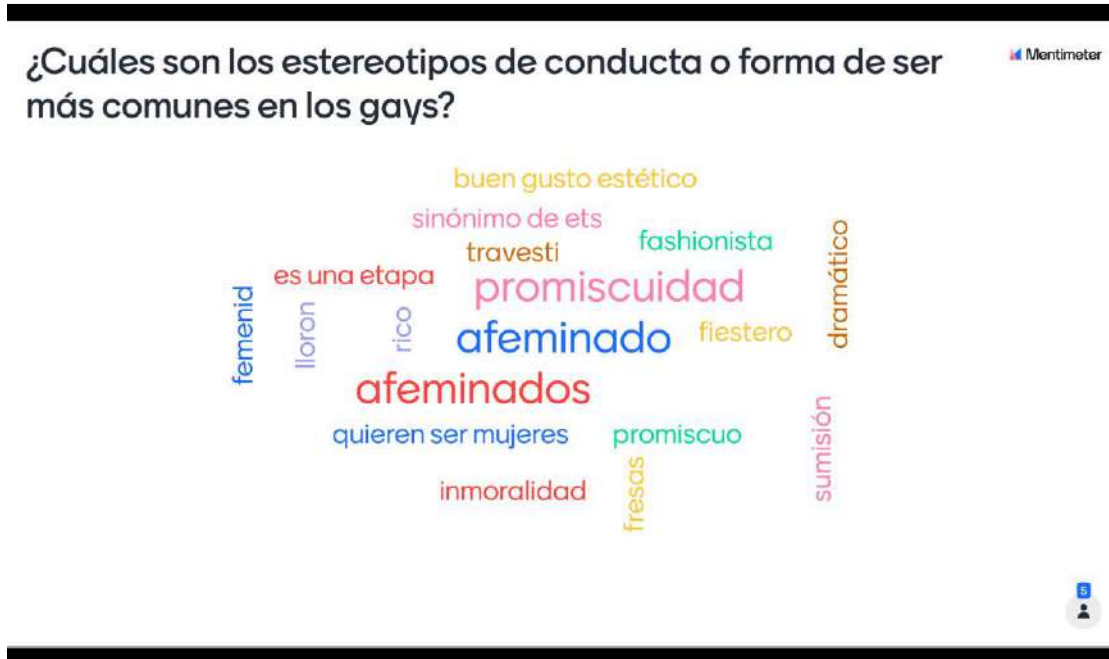 ¿Cuáles son los estereotipos de conducta o forma de ser
más comunes en los gays?
Mentimeter
buen gusto estético
sinónimo de ets
fashionista
travesti
dramático
es una etapa
promiscuidad
femenid
lloron
rico
afeminado
fiestero
afeminados
quieren ser mujeres
promiscuo
sumisión
inmoralidad
fresas
5